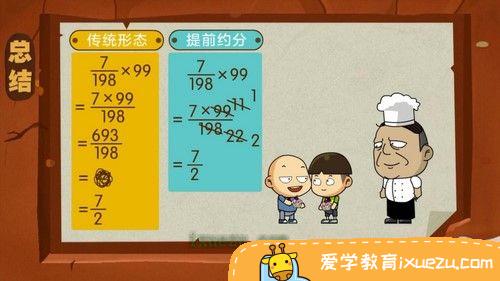 总结
传统形态
7/198 × 99
= 7×99/198
= 693/198
=
= 7/2
提前约分
7/198 × 99
= 7×99/198 11 1 22 2
= 7/2
爱学教育ixuezu.com